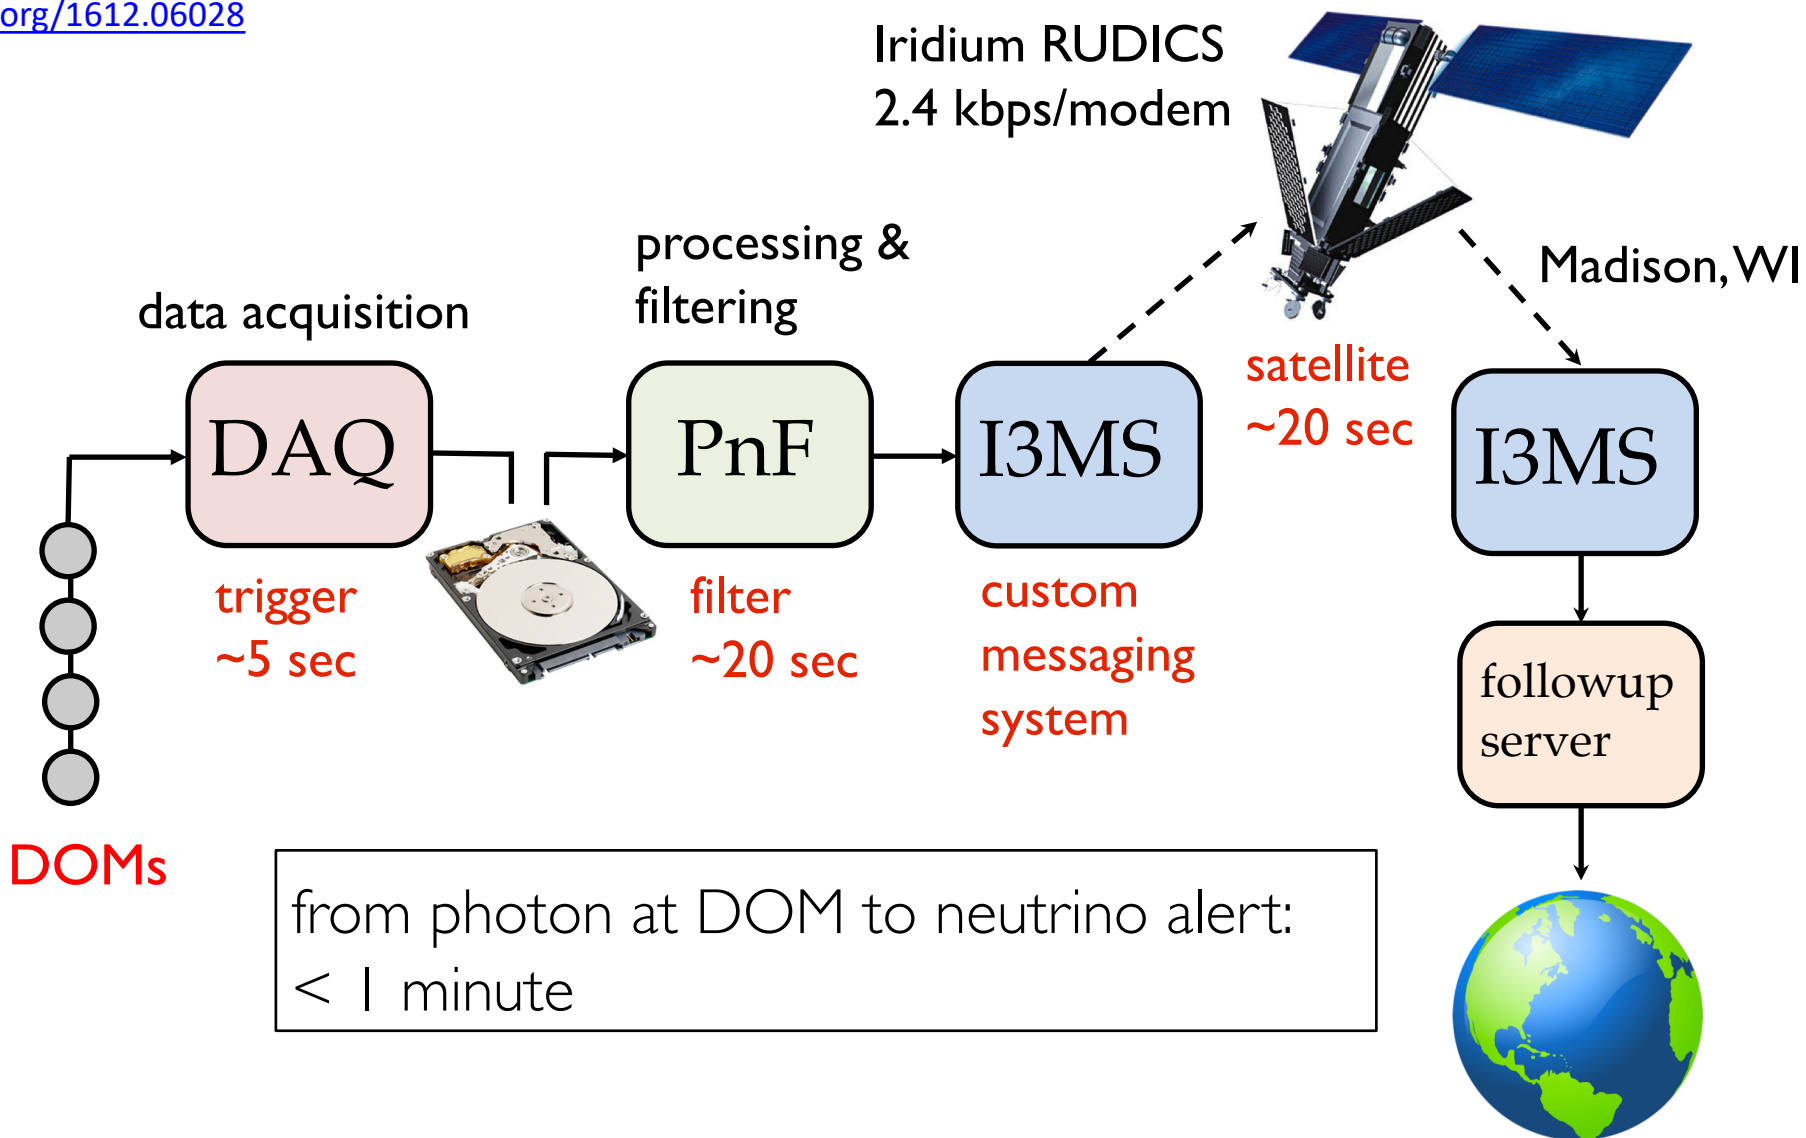 org/1612.06028
Iridium RUDICS
2.4 kbps/modem
processing &
filtering
Madison, WI
data acquisition
satellite
~20 sec
DAQ
PnF
I3MS
I3MS
trigger
~5 sec
filter
~20 sec
custom
messaging
system
followup
server
DOMs
from photon at DOM to neutrino alert:
< 1 minute